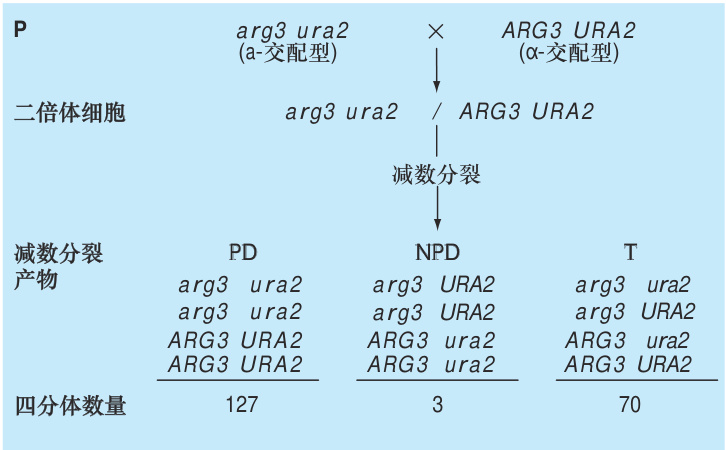 P arg3 ura2 × ARG3 URA2
(a-交配型) (α-交配型)
二倍体细胞 arg3 ura2 / ARG3 URA2
减数分裂
减数分裂 PD NPD T
产物 arg3 ura2 arg3 URA2 arg3 ura2
arg3 ura2 arg3 URA2 arg3 URA2
ARG3 URA2 ARG3 ura2 ARG3 ura2
ARG3 URA2 ARG3 ura2 ARG3 URA2
四分体数量 127 3 70